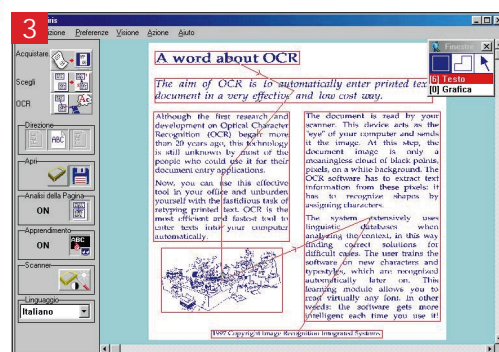 3
Preferenze Visione Azione Aiuto
Acquistare
Scegli
OCR
Direzione
ABC
Apri
Analisi della Pagina
ON
Apprendimento
ON
ABC
Scanner
Linguaggio
Italiano
A word about OCR
The aim of OCR is to automatically enter printed text
document in a very effective and low cost way.
Although the first research and
development on Optical Character
Recognition (OCR) began more
than 20 years ago, this technology
is still unknown by most of the
people who could use it for their
document entry applications.
Now, you can use this effective
tool in your office and unburden
yourself with the fastidious task of
retyping printed text. OCR is the
most efficient and fastest tool to
enter texts into your computer
automatically.
The document is read by your
scanner. This device acts as the
"eye" of your computer and sends
it the image. At this step, the
document image is only a
meaningless cloud of black points,
pixels, on a white background. The
OCR software has to extract text
information from these pixels: it
has to recognize shapes by
assigning characters.
The system extensively uses
linguistic databases when
analyzing the context, in this way
finding correct solutions for
difficult cases. The user trains the
software on new characters and
typestyles, which are recognized
automatically later on. This
learning module allows you to
read virtually any font. In other
words: the software gets more
intelligent each time you use it!
1997 Copyright Image Recognition Integrated Systems
Finestre
[6] Testo
[0] Grafica